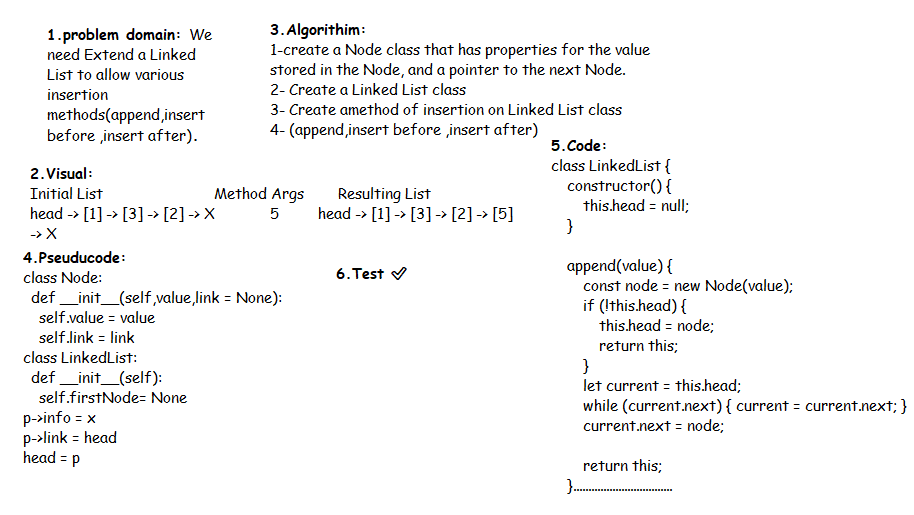 1.problem domain: We
need Extend a Linked
List to allow various
insertion
methods(append,insert
before ,insert after).
3.Algorithim:
1-create a Node class that has properties for the value
stored in the Node, and a pointer to the next Node.
2- Create a Linked List class
3- Create amethod of insertion on Linked List class
4- (append,insert before ,insert after)
2.Visual:
Initial List Method Args Resulting List
head -> [1] -> [3] -> [2] -> X 5 head -> [1] -> [3] -> [2] -> [5]
-> X
4.Pseuducode:
class Node:
def __init__(self,value,link = None):
self.value = value
self.link = link
class LinkedList:
def __init__(self):
self.firstNode= None
p->info = x
p->link = head
head = p
6.Test ✓
5.Code:
class LinkedList {
constructor() {
this.head = null;
}
append(value) {
const node = new Node(value);
if (!this.head) {
this.head = node;
return this;
}
let current = this.head;
while (current.next) { current = current.next; }
current.next = node;
return this;
}.................................